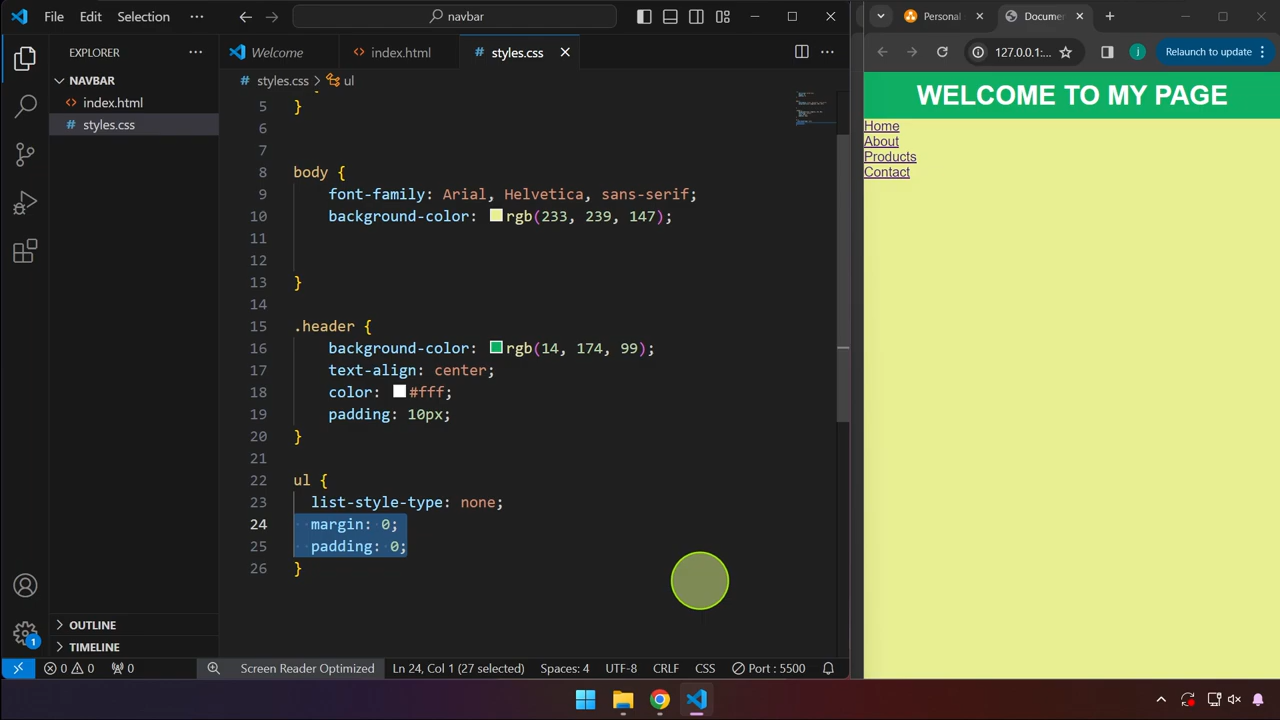 File Edit Selection ··· navbar
Personal Documen
Welcome index.html # styles.css
127.0.0.1:... j Relaunch to update
EXPLORER
# styles.css > ul
NAVBAR
index.html
# styles.css
WELCOME TO MY PAGE
Home
About
Products
Contact
5 }
6
7
8 body {
9 font-family: Arial, Helvetica, sans-serif;
10 background-color: rgb(233, 239, 147);
11
12
13 }
14
15 .header {
16 background-color: rgb(14, 174, 99);
17 text-align: center;
18 color: #fff;
19 padding: 10px;
20 }
21
22 ul {
23 list-style-type: none;
24 margin: 0;
25 padding: 0;
26 }
OUTLINE
TIMELINE
1
0 0 0 Screen Reader Optimized Ln 24, Col 1 (27 selected) Spaces: 4 UTF-8 CRLF CSS Port : 5500